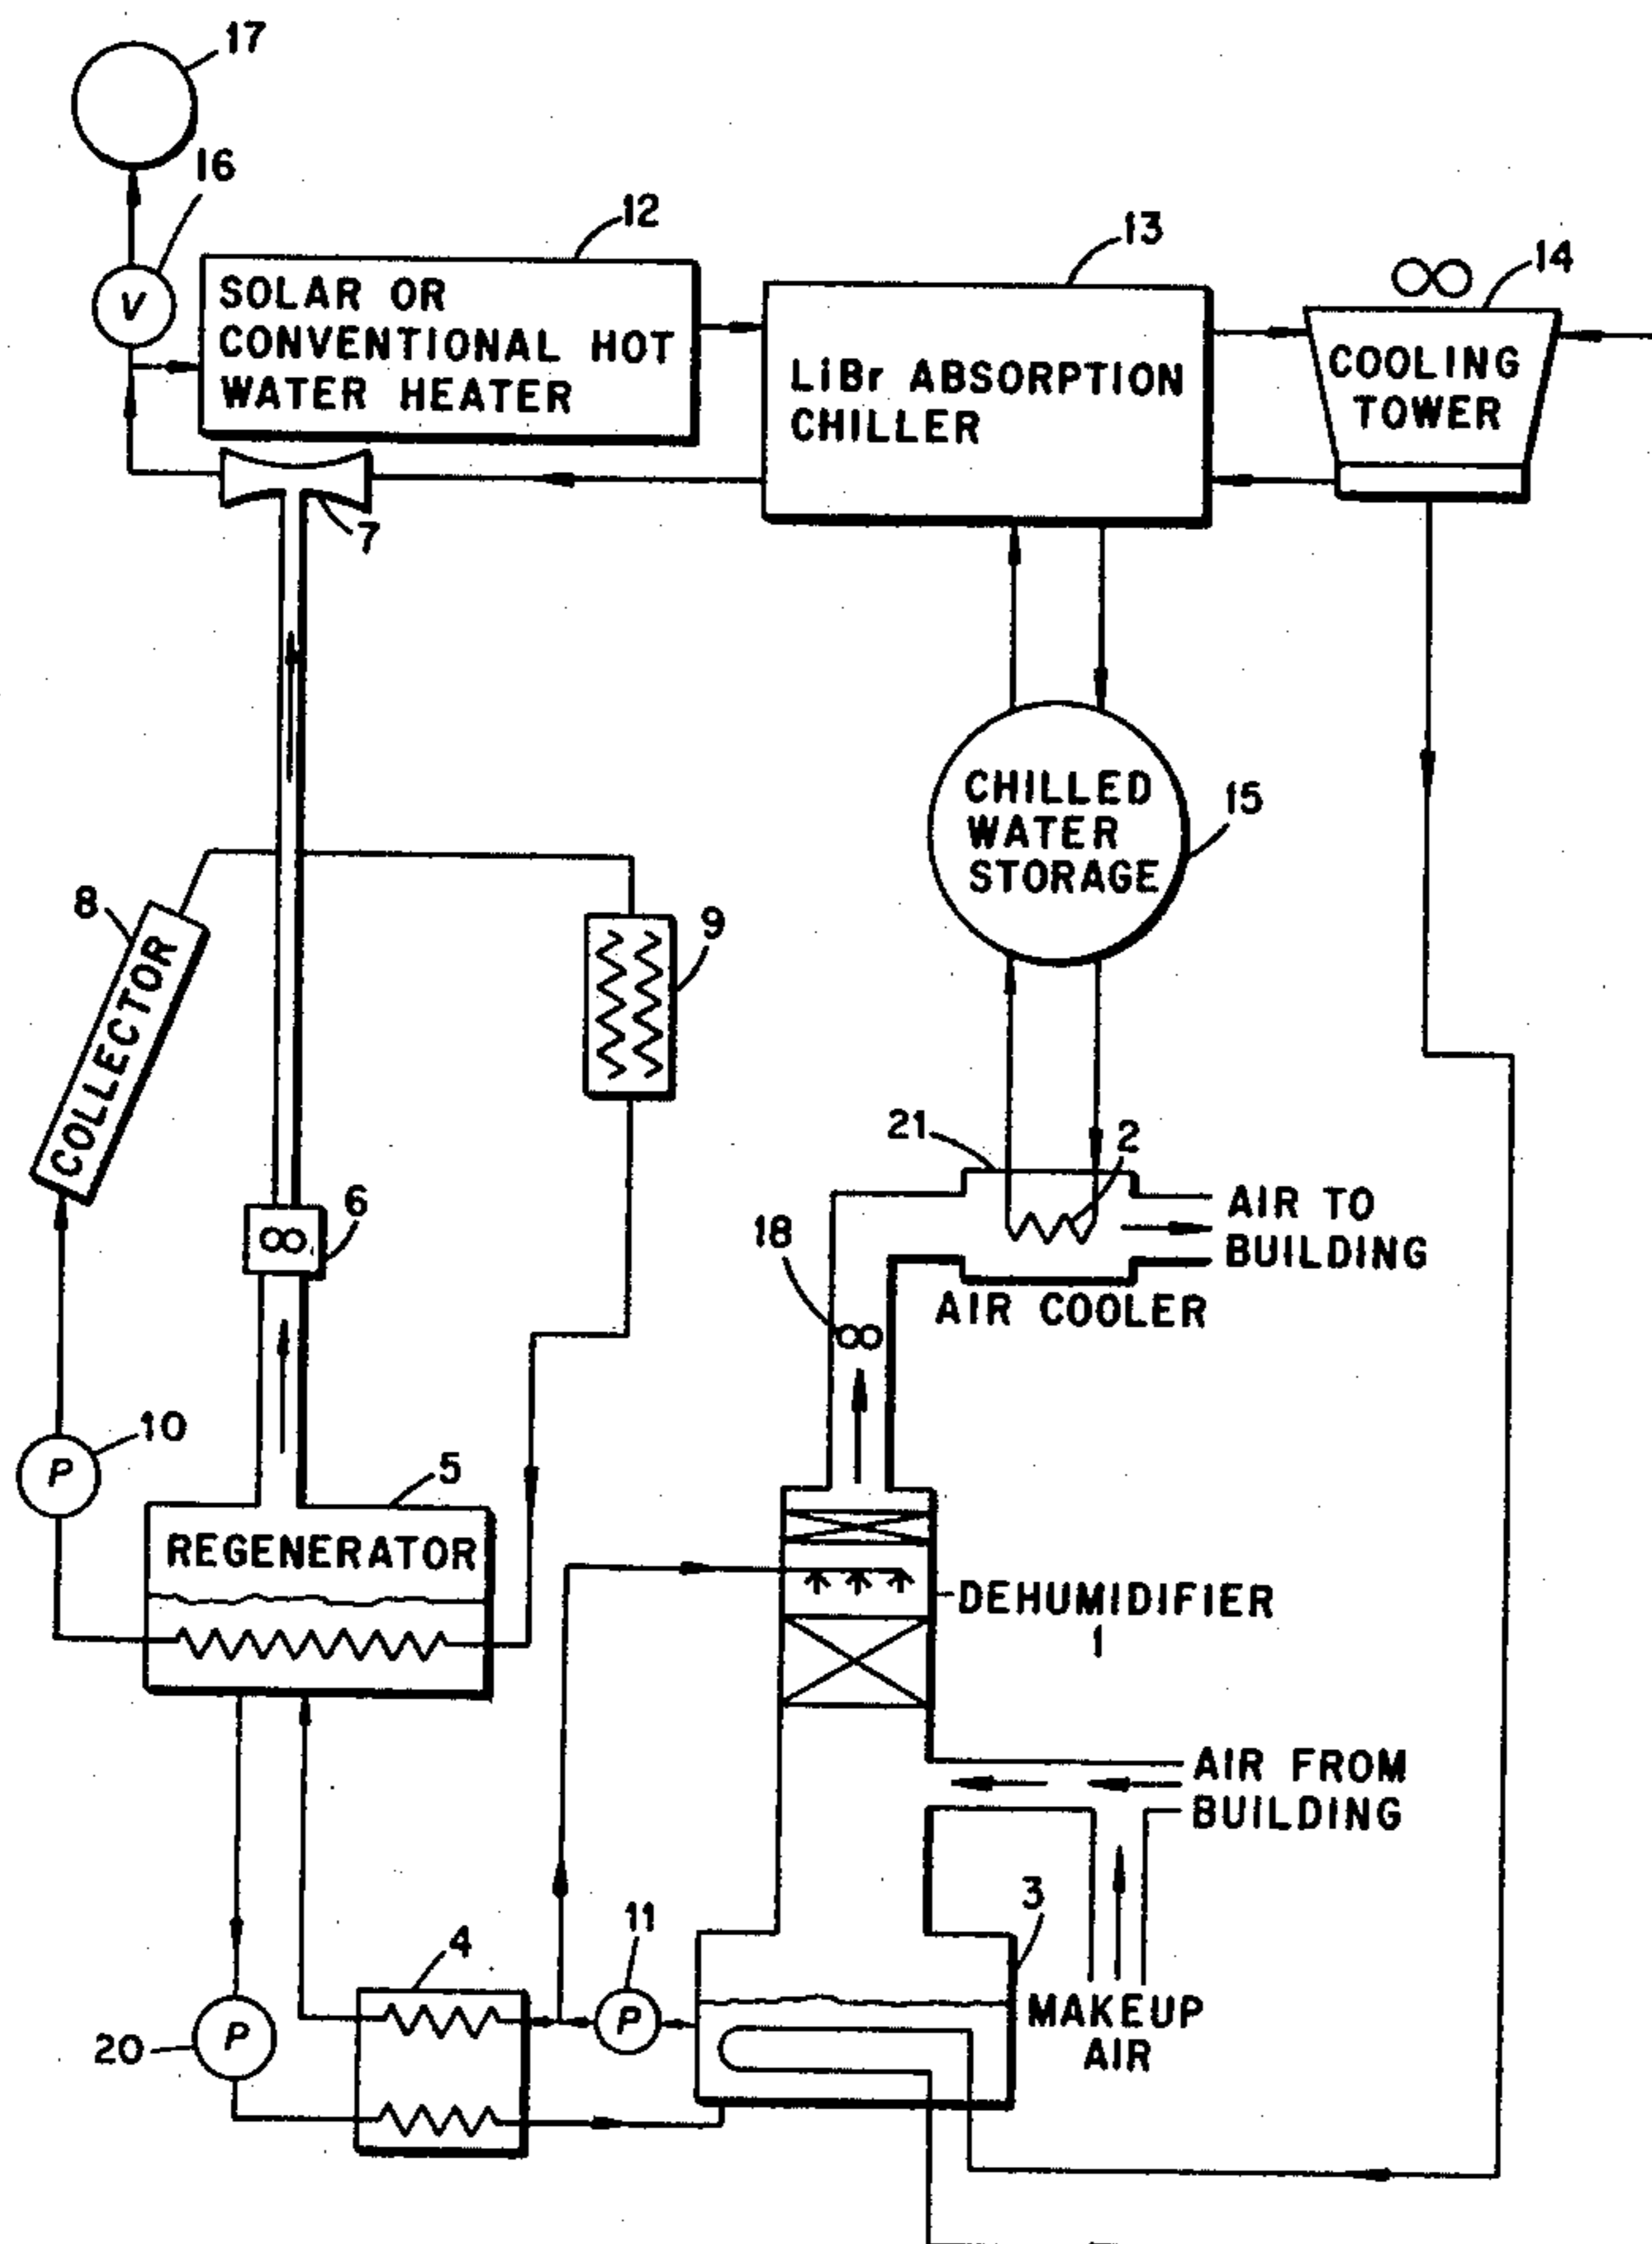 17
16
12
13
14
SOLAR OR
CONVENTIONAL HOT
WATER HEATER
V
LiBr ABSORPTION
CHILLER
COOLING
TOWER
7
CHILLED
WATER
STORAGE
15
8
COLLECTOR
9
6
21
2
18
AIR TO
BUILDING
AIR COOLER
10
P
5
REGENERATOR
DEHUMIDIFIER
1
AIR FROM
BUILDING
3
4
11
P
MAKEUP
AIR
20
P